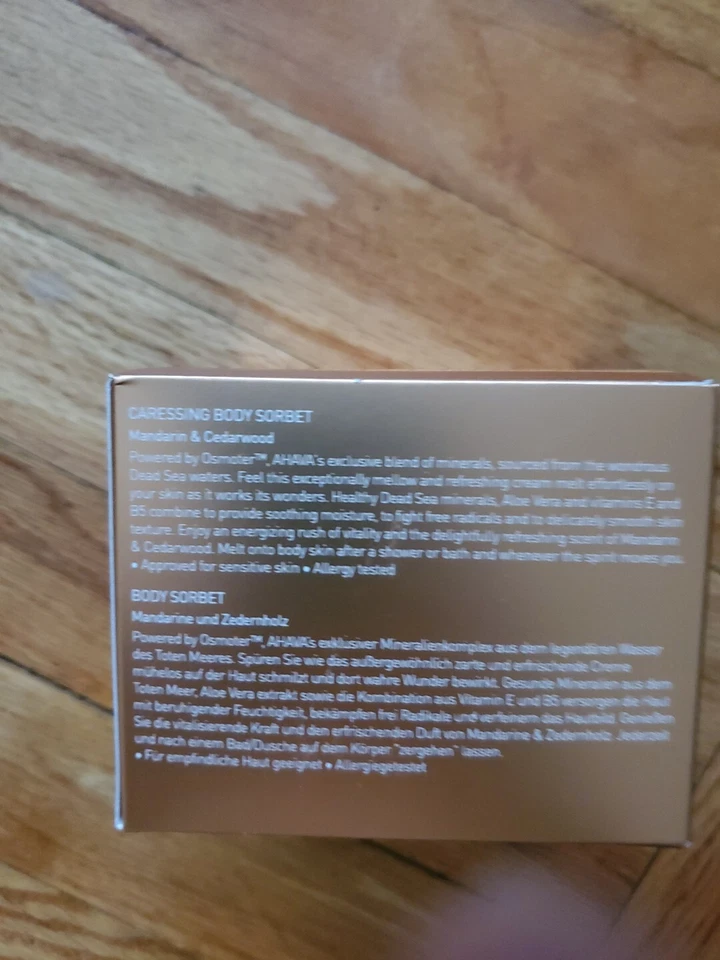 CARESSING BODY SORBET
Mandarin & Cedarwood
Powered by Osmoter™, AHAVA's exclusive blend of minerals, sourced from the wondrous
Dead Sea waters. Feel this exceptionally mellow and refreshing cream melt effortlessly on
your skin as it works its wonders. Healthy Dead Sea minerals, Aloe Vera and vitamins E and
B5 combine to provide soothing moisture, to fight free radicals and to delicately smooth skin
texture. Enjoy an energizing rush of vitality and the delightfully refreshing scent of Mandarin
& Cedarwood. Melt onto body skin after a shower or bath and whenever the spirit moves you.
• Approved for sensitive skin • Allergy tested
BODY SORBET
Mandarine und Zedernholz
Powered by Osmoter™, AHAVA's exklusiver Mineralienkomplex aus dem legendären Wasser
des Toten Meeres. Spüren Sie wie das außergewöhnlich zarte und erfrischende Creme
mühelos auf der Haut schmilzt und dort wahre Wunder bewirkt. Gesunde Mineralien aus dem
Toten Meer, Aloe Vera extrakt sowie die Kombination aus Vitamin E und B5 versorgen die Haut
mit beruhigender Feuchtigkeit, bekämpfen frei Radikale und verfeinern das Hautbild. Genießen
Sie die vitalisierende Kraft und den erfrischenden Duft von Mandarine & Zedernholz. Jederzeit
und nach einem Bad/Dusche auf dem Körper "zergehen" lassen.
• Für empfindliche Haut geeignet • Allergiegetestet